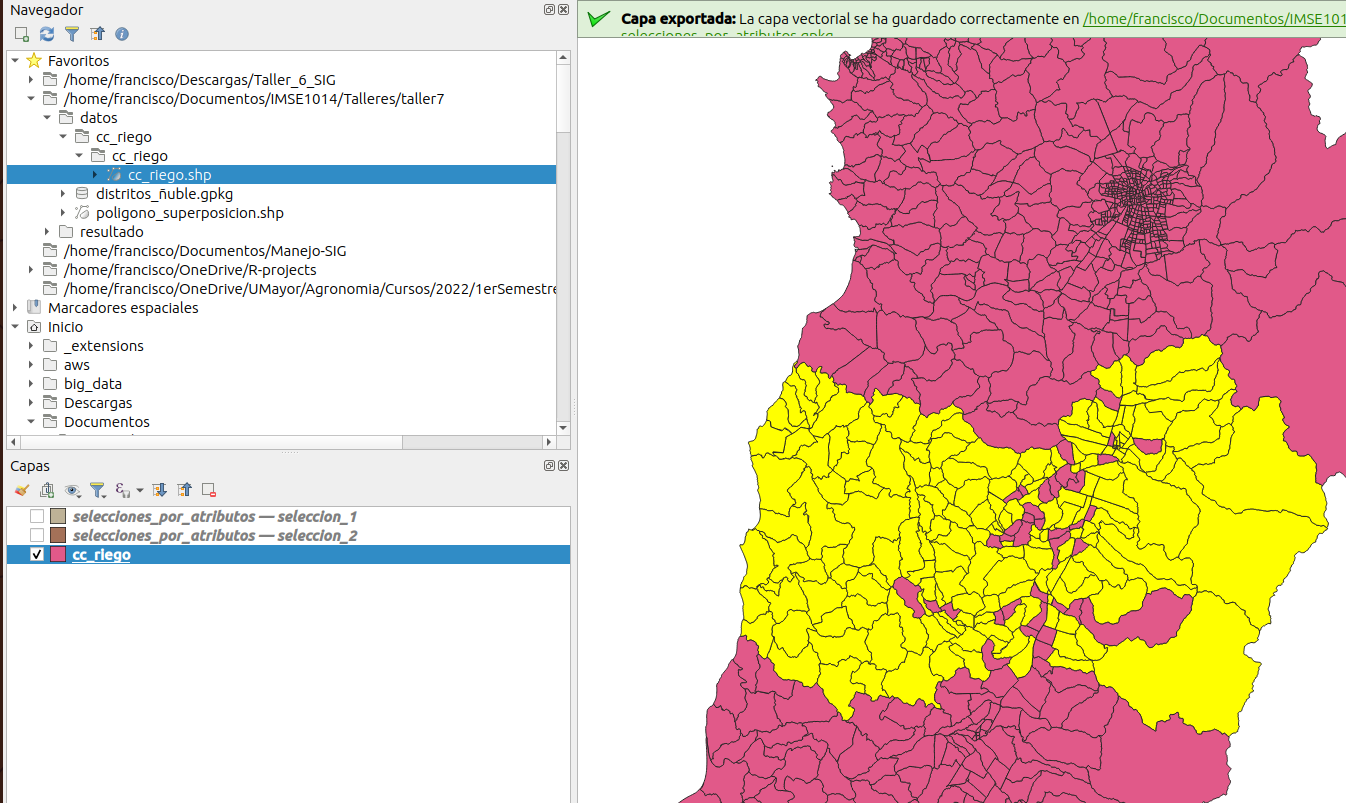 Navegador
Favoritos
/home/francisco/Descargas/Taller_6_SIG
/home/francisco/Documentos/IMSE1014/Talleres/taller7
datos
cc_riego
cc_riego
cc_riego.shp
distritos_ñuble.gpkg
poligono_superposicion.shp
resultado
/home/francisco/Documentos/Manejo-SIG
/home/francisco/OneDrive/R-projects
/home/francisco/OneDrive/UMayor/Agronomia/Cursos/2022/1erSemestre
Marcadores espaciales
Inicio
_extensions
aws
big_data
Descargas
Documentos
Capas
selecciones_por_atributos — seleccion_1
selecciones_por_atributos — seleccion_2
cc_riego
Capa exportada: La capa vectorial se ha guardado correctamente en /home/francisco/Documentos/IMSE101
selecciones_por_atributos.gpkg